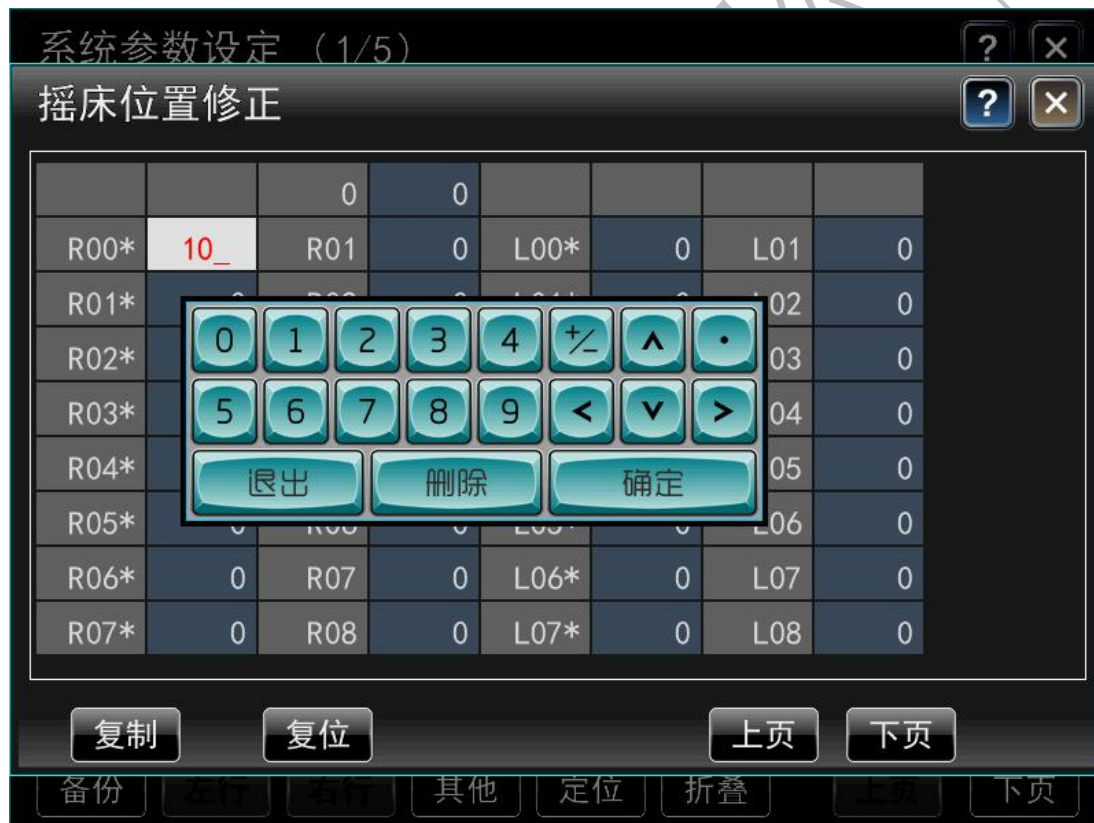 系统参数设定 （1/5） ? ×
摇床位置修正 ? ×
0 0
R00* 10_ R01 0 L00* 0 L01 0
R01* 02 0
R02* 03 0
R03* 04 0
R04* 05 0
R05* L06 0
0 1 2 3 4 +/- ∧ •
5 6 7 8 9 < ∨ >
退出 删除 确定
R06* 0 R07 0 L06* 0 L07 0
R07* 0 R08 0 L07* 0 L08 0
复制 复位 上页 下页
备份 左行 右行 其他 定位 折叠 上页 下页